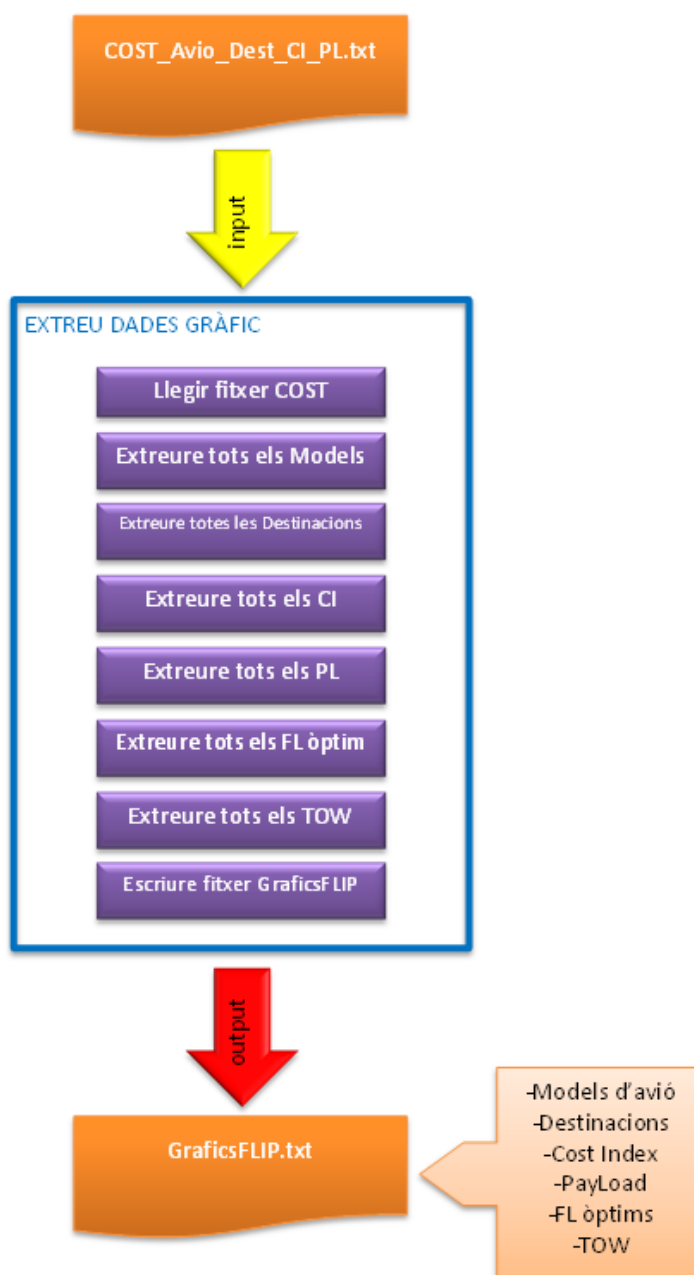 COST_Avio_Dest_CI_PL.txt
input
EXTREU DADES GRÀFIC
Llegir fitxer COST
Extreure tots els Models
Extreure totes les Destinacions
Extreure tots els CI
Extreure tots els PL
Extreure tots els FL òptim
Extreure tots els TOW
Escriure fitxer GraficsFLIP
output
GraficsFLIP.txt
-Models d'avió
-Destinacions
-Cost Index
-PayLoad
-FL òptims
-TOW